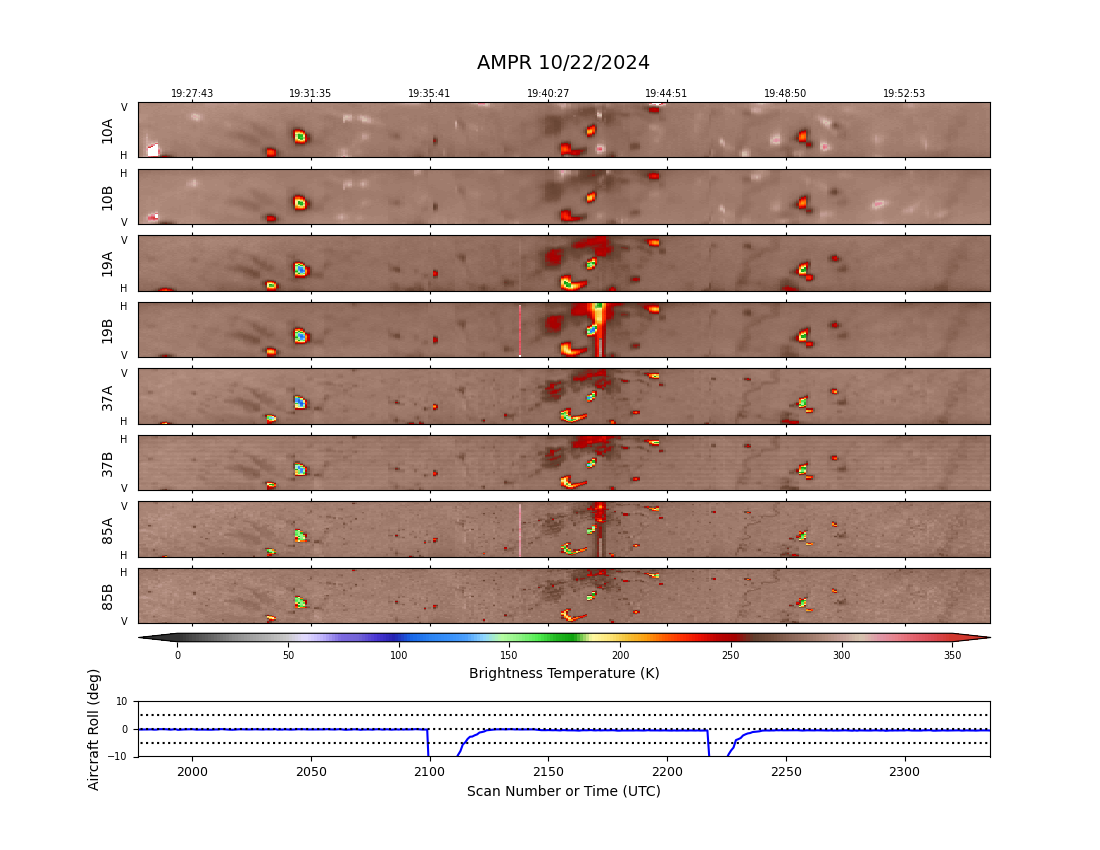 AMPR 10/22/2024
19:27:43 19:31:35 19:35:41 19:40:27 19:44:51 19:48:50 19:52:53
V
10A
H
H
10B
V
V
19A
H
H
19B
V
V
37A
H
H
37B
V
V
85A
H
H
85B
V
0 50 100 150 200 250 300 350
Brightness Temperature (K)
Aircraft Roll (deg)
10
0
−10
2000 2050 2100 2150 2200 2250 2300
Scan Number or Time (UTC)